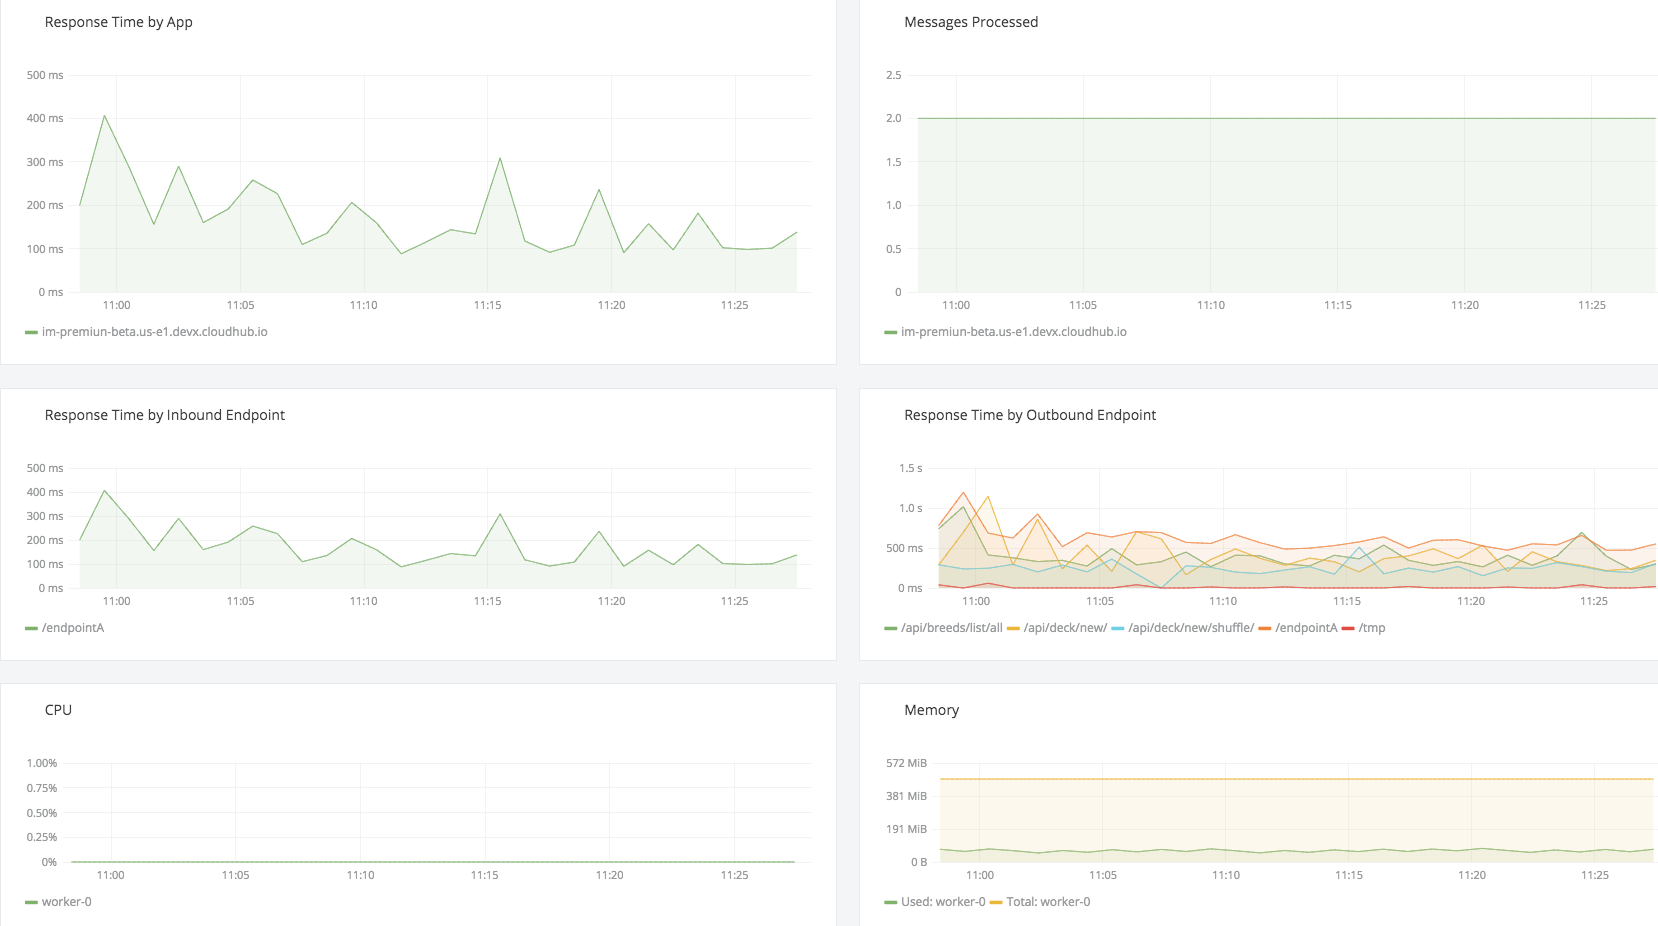 Response Time by App
500 ms
400 ms
300 ms
200 ms
100 ms
0 ms
11:00 11:05 11:10 11:15 11:20 11:25
im-premiun-beta.us-e1.devx.cloudhub.io
Messages Processed
2.5
2.0
1.5
1.0
0.5
0
11:00 11:05 11:10 11:15 11:20 11:25
im-premiun-beta.us-e1.devx.cloudhub.io
Response Time by Inbound Endpoint
500 ms
400 ms
300 ms
200 ms
100 ms
0 ms
11:00 11:05 11:10 11:15 11:20 11:25
/endpointA
Response Time by Outbound Endpoint
1.5 s
1.0 s
500 ms
0 ms
11:00 11:05 11:10 11:15 11:20 11:25
/api/breeds/list/all /api/deck/new/ /api/deck/new/shuffle/ /endpointA /tmp
CPU
1.00%
0.75%
0.50%
0.25%
0%
11:00 11:05 11:10 11:15 11:20 11:25
worker-0
Memory
572 MiB
381 MiB
191 MiB
0 B
11:00 11:05 11:10 11:15 11:20 11:25
Used: worker-0 Total: worker-0